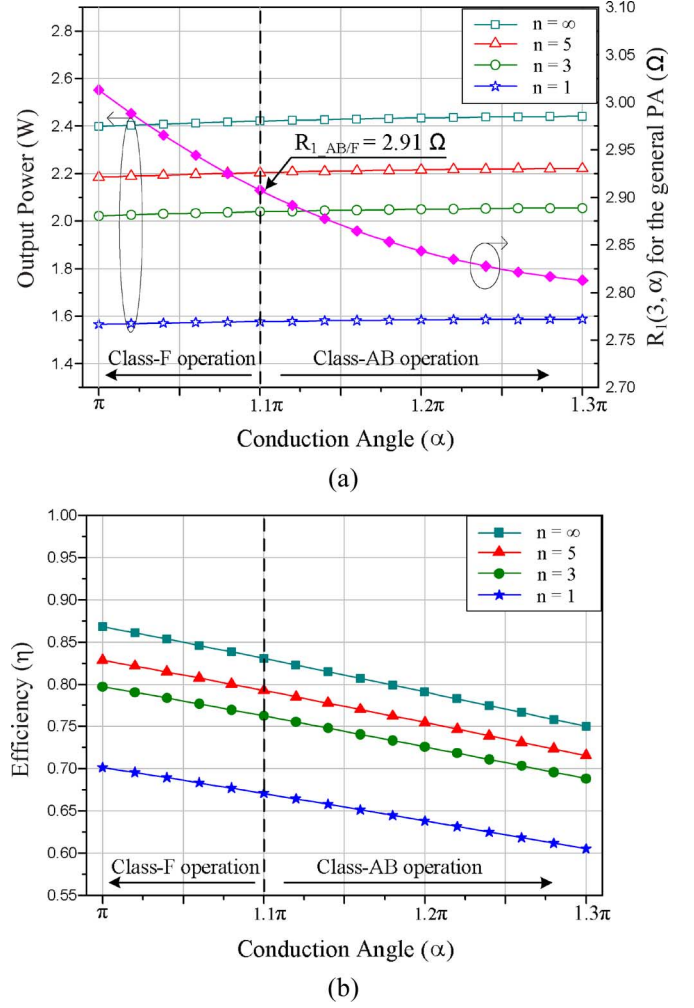 n = ∞
n = 5
n = 3
n = 1
Output Power (W)
2.8
2.6
2.4
2.2
2.0
1.8
1.6
1.4
R₁(3, α) for the general PA (Ω)
3.10
3.05
3.00
2.95
2.90
2.85
2.80
2.75
2.70
R₁_AB/F = 2.91 Ω
Class-F operation
Class-AB operation
π
1.1π
1.2π
1.3π
Conduction Angle (α)
(a)
n = ∞
n = 5
n = 3
n = 1
Efficiency (η)
1.00
0.95
0.90
0.85
0.80
0.75
0.70
0.65
0.60
0.55
Class-F operation
Class-AB operation
π
1.1π
1.2π
1.3π
Conduction Angle (α)
(b)